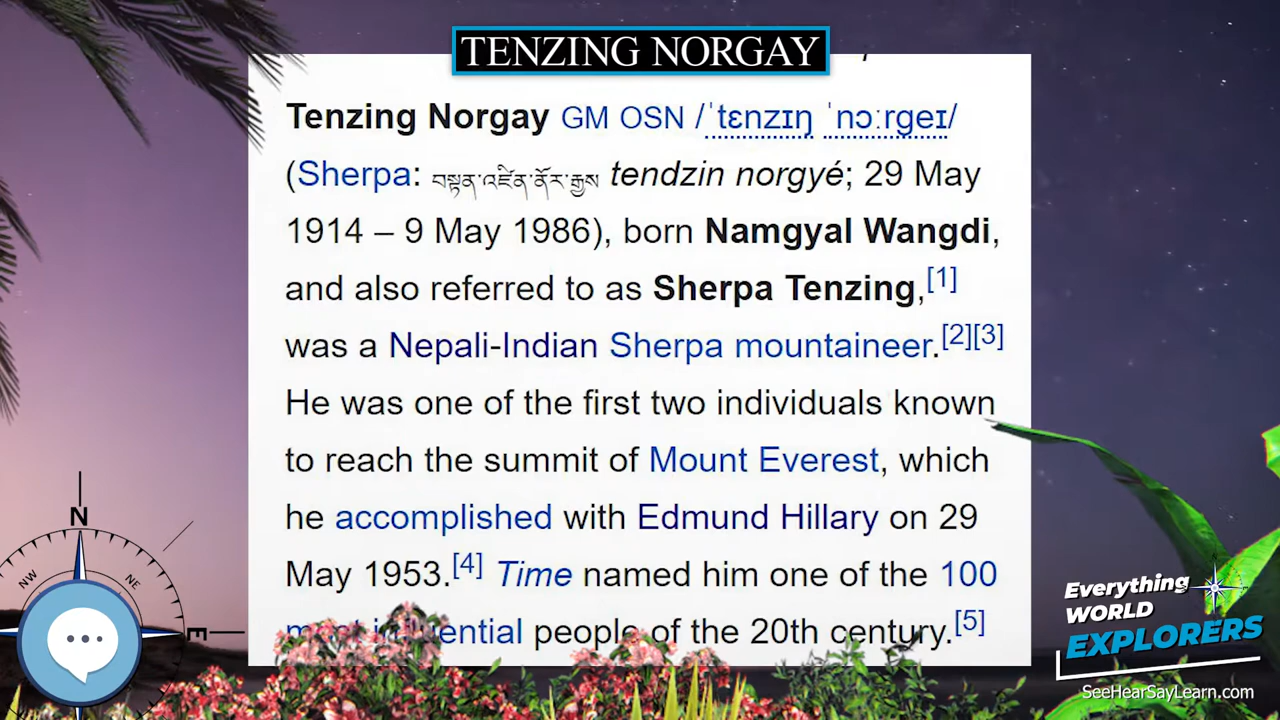 TENZING NORGAY
Tenzing Norgay GM OSN /ˈtɛnzɪŋ ˈnɔːrɡeɪ/
(Sherpa: བསྟན་འཛིན་ནོར་རྒྱས tendzin norgyé; 29 May
1914 – 9 May 1986), born Namgyal Wangdi,
and also referred to as Sherpa Tenzing,[1]
was a Nepali-Indian Sherpa mountaineer.[2][3]
He was one of the first two individuals known
to reach the summit of Mount Everest, which
he accomplished with Edmund Hillary on 29
May 1953.[4] Time named him one of the 100
most influential people of the 20th century.[5]
N
NW
NE
E
Everything
WORLD
EXPLORERS
SeeHearSayLearn.com